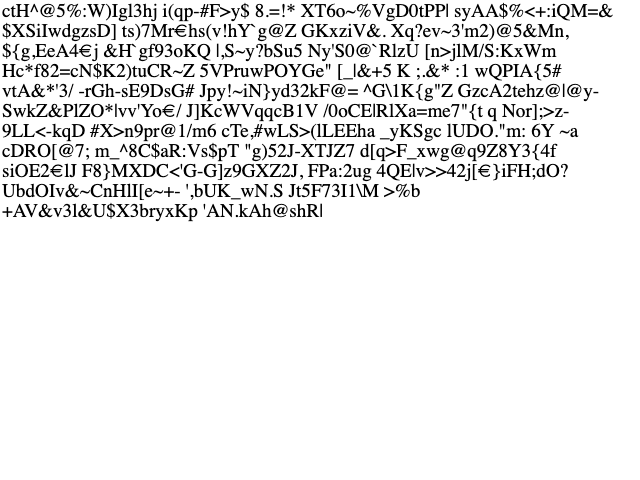 ctH^@5%:W)Igl3hj i(qp-#F>y$ 8.=!* XT6o~%VgD0tPP| syAA$%<+:iQM=&
$XSiIwdgzsD] ts)7Mr€hs(v!hY`g@Z GKxziV&. Xq?ev~3'm2)@5&Mn,
${g,EeA4€j &H`gf93oKQ |,S~y?bSu5 Ny'S0@`RlzU [n>jlM/S:KxWm
Hc*f82=cN$K2)tuCR~Z 5VPruwPOYGe" [_|&+5 K ;.&* :1 wQPIA{5#
vtA&*'3/ -rGh-sE9DsG# Jpy!~iN}yd32kF@= ^G\1K{g"Z GzcA2tehz@|@y-
SwkZ&PlZO*|vv'Yo€/ J]KcWVqqcB1V /0oCE|RlXa=me7"{t q Nor];>z-
9LL<-kqD #X>n9pr@1/m6 cTe,#wLS>(lLEEha _yKSgc lUDO."m: 6Y ~a
cDRO[@7; m_^8C$aR:Vs$pT "g)52J-XTJZ7 d[q>F_xwg@q9Z8Y3{4f
siOE2€lJ F8}MXDC<'G-G]z9GXZ2J, FPa:2ug 4QE|v>>42j[€}iFH;dO?
UbdOIv&~CnHlI[e~+- ',bUK_wN.S Jt5F73I1\M >%b
+AV&v3l&U$X3bryxKp 'AN.kAh@shR|